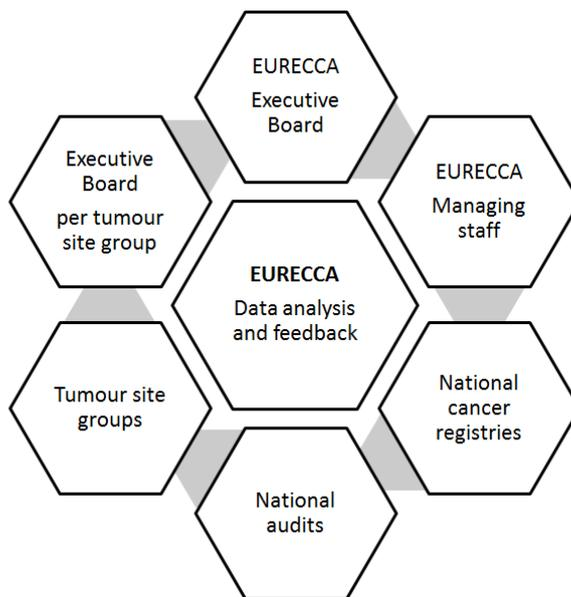 EURECCA
Executive
Board
Executive
Board
per tumour
site group
EURECCA
Managing
staff
EURECCA
Data analysis
and feedback
Tumour site
groups
National
cancer
registries
National
audits